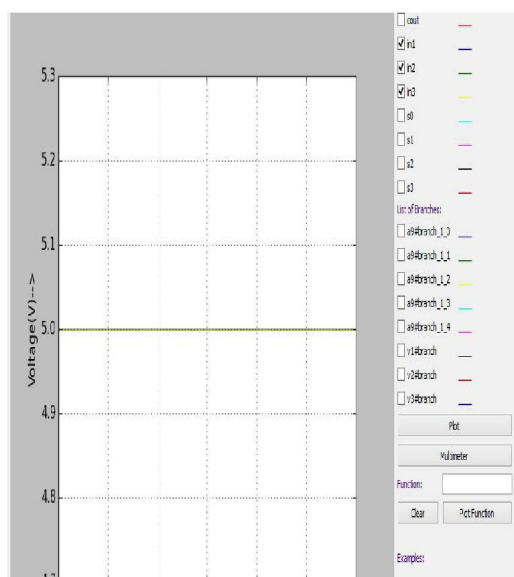 cout
in1
in2
in3
s0
s1
s2
s3
List of Branches:
a9#branch_1_0
a9#branch_1_1
a9#branch_1_2
a9#branch_1_3
a9#branch_1_4
v1#branch
v2#branch
v3#branch
Plot
Multimeter
Function:
Clear
Plot Function
Examples:
5.3
5.2
5.1
5.0
4.9
4.8
Voltage(V)-->